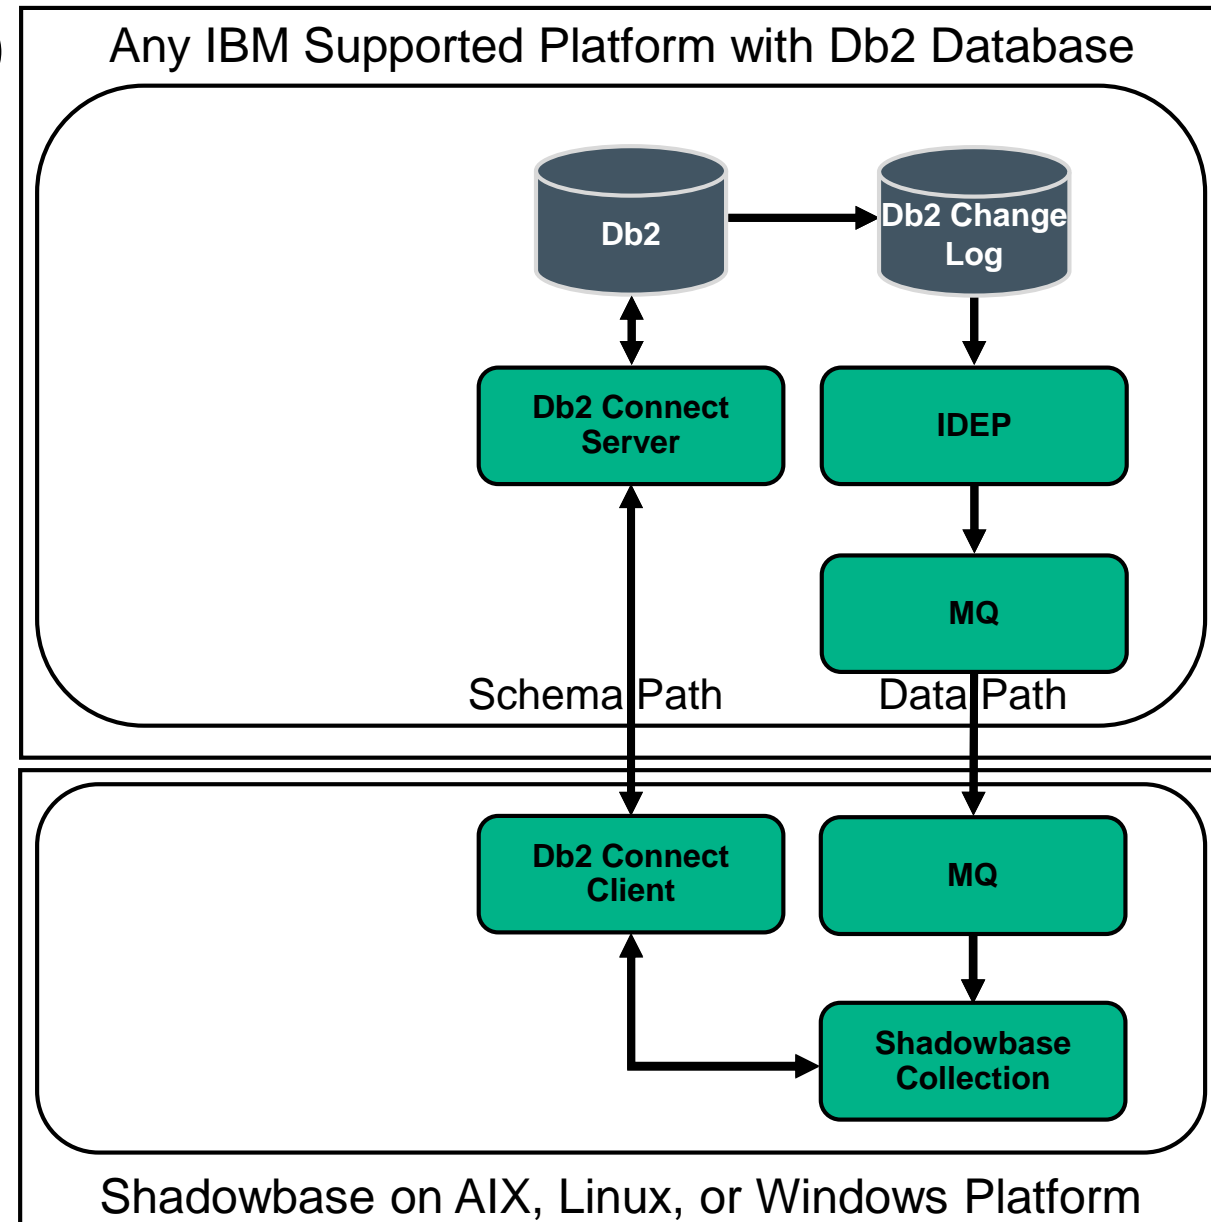 )
Any IBM Supported Platform with Db2 Database
Db2
Db2 Change
Log
Db2 Connect
Server
IDEP
MQ
Schema Path
Data Path
Db2 Connect
Client
MQ
Shadowbase
Collection
Shadowbase on AIX, Linux, or Windows Platform